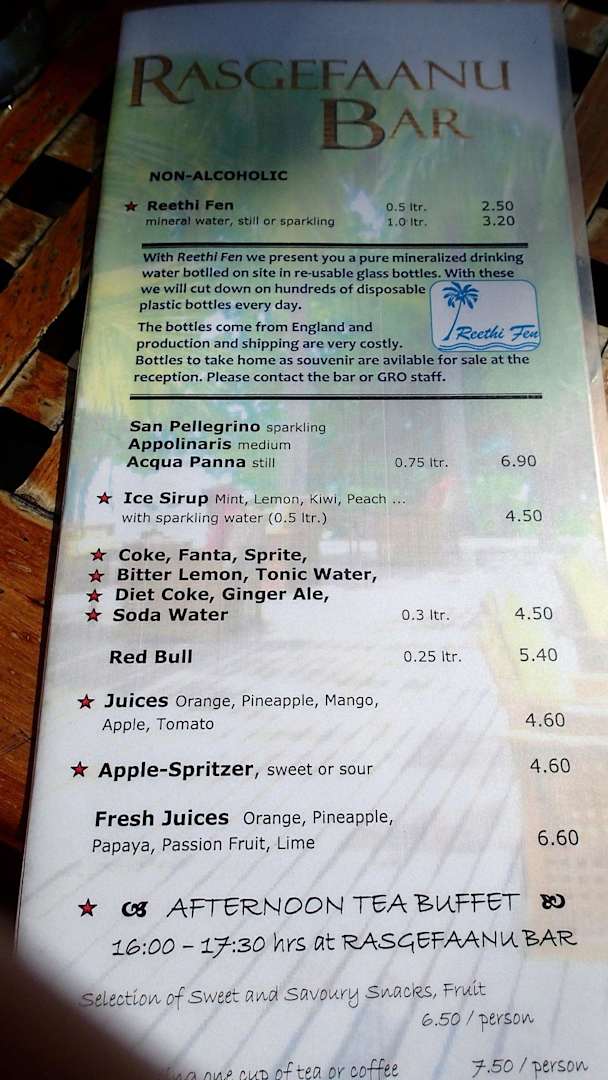 RASGEFAANU
BAR
NON-ALCOHOLIC
Reethi Fen 0.5 ltr. 2.50
mineral water, still or sparkling 1.0 ltr. 3.20
With Reethi Fen we present you a pure mineralized drinking
water botlled on site in re-usable glass bottles. With these
we will cut down on hundreds of disposable
plastic bottles every day.
Reethi Fen
The bottles come from England and
production and shipping are very costly.
Bottles to take home as souvenir are avilable for sale at the
reception. Please contact the bar or GRO staff.
San Pellegrino sparkling
Appolinaris medium
Acqua Panna still 0.75 ltr. 6.90
Ice Sirup Mint, Lemon, Kiwi, Peach ...
with sparkling water (0.5 ltr.) 4.50
Coke, Fanta, Sprite,
Bitter Lemon, Tonic Water,
Diet Coke, Ginger Ale,
Soda Water 0.3 ltr. 4.50
Red Bull 0.25 ltr. 5.40
Juices Orange, Pineapple, Mango,
Apple, Tomato 4.60
Apple-Spritzer, sweet or sour 4.60
Fresh Juices Orange, Pineapple,
Papaya, Passion Fruit, Lime 6.60
AFTERNOON TEA BUFFET
16:00 – 17:30 hrs at RASGEFAANU BAR
Selection of Sweet and Savoury Snacks, Fruit
6.50 / person
one cup of tea or coffee 7.50 / person